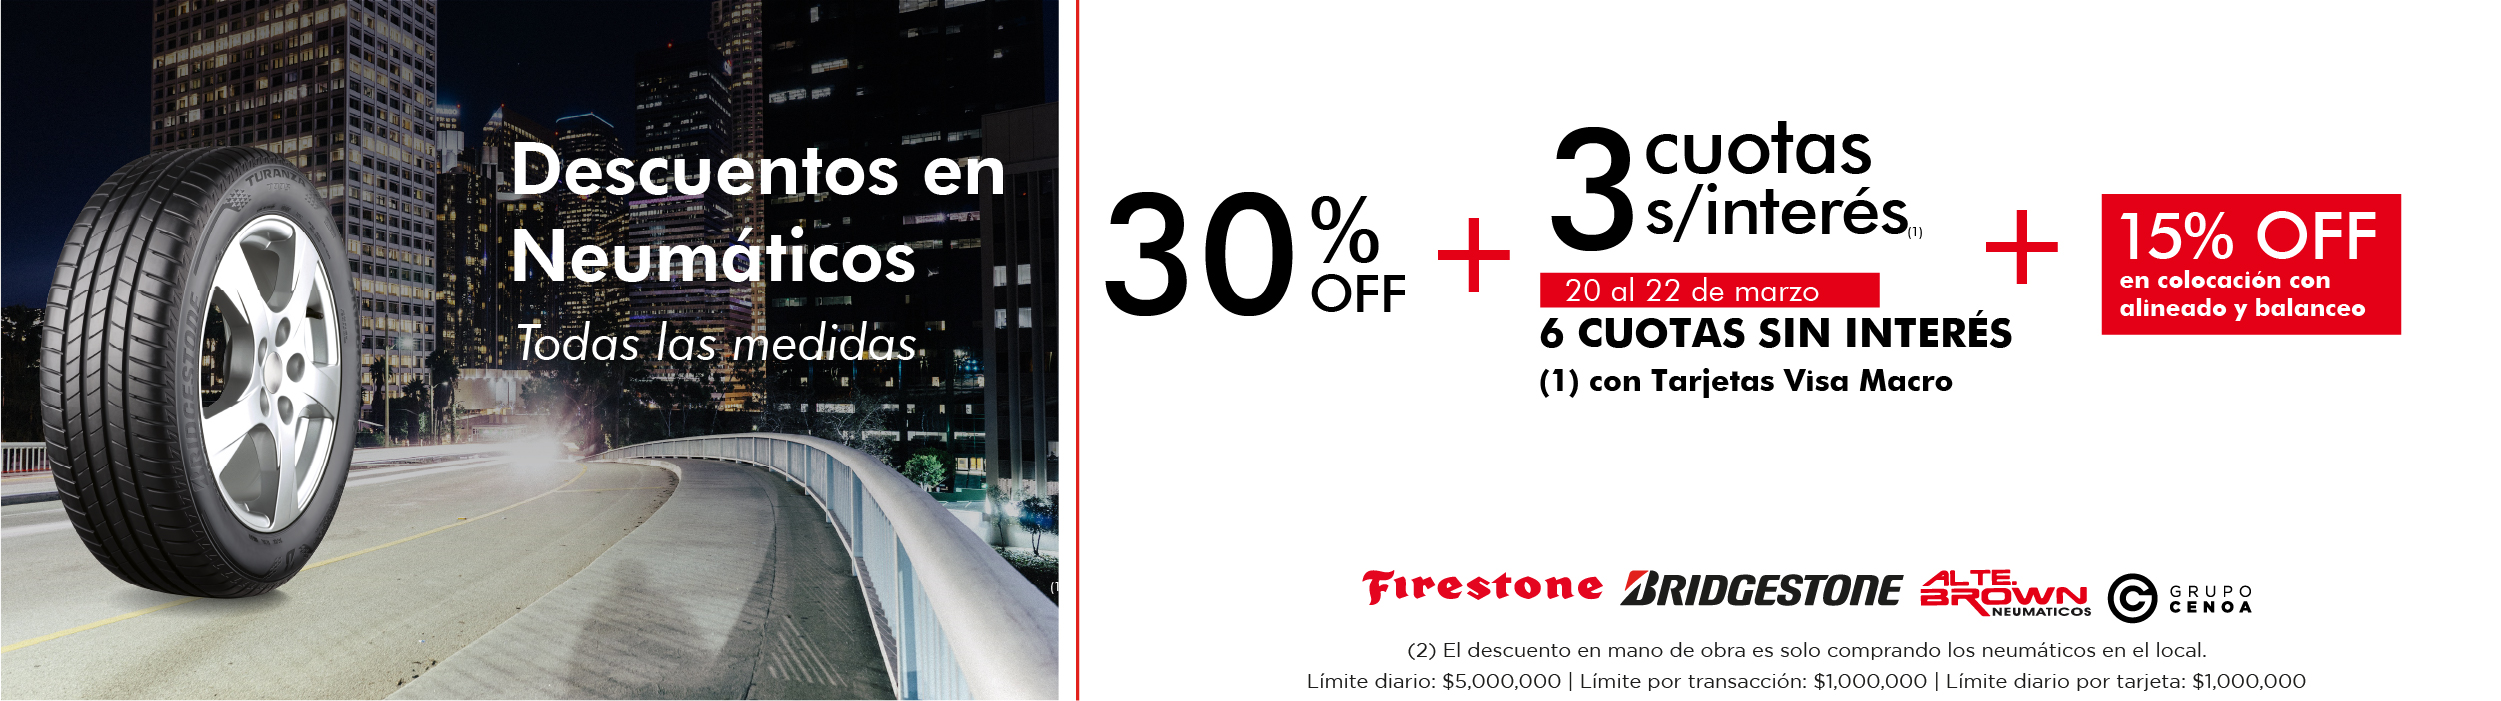 Descuentos en
Neumáticos
Todas las medidas
TURANZA
BRIDGESTONE
(1
30% OFF
+
3 cuotas
s/interés(1)
20 al 22 de marzo
6 CUOTAS SIN INTERÉS
(1) con Tarjetas Visa Macro
+
15% OFF
en colocación con
alineado y balanceo
Firestone
BRIDGESTONE
ALTE.
BROWN
NEUMATICOS
GRUPO
CENOA
(2) El descuento en mano de obra es solo comprando los neumáticos en el local.
Límite diario: $5,000,000 | Límite por transacción: $1,000,000 | Límite diario por tarjeta: $1,000,000